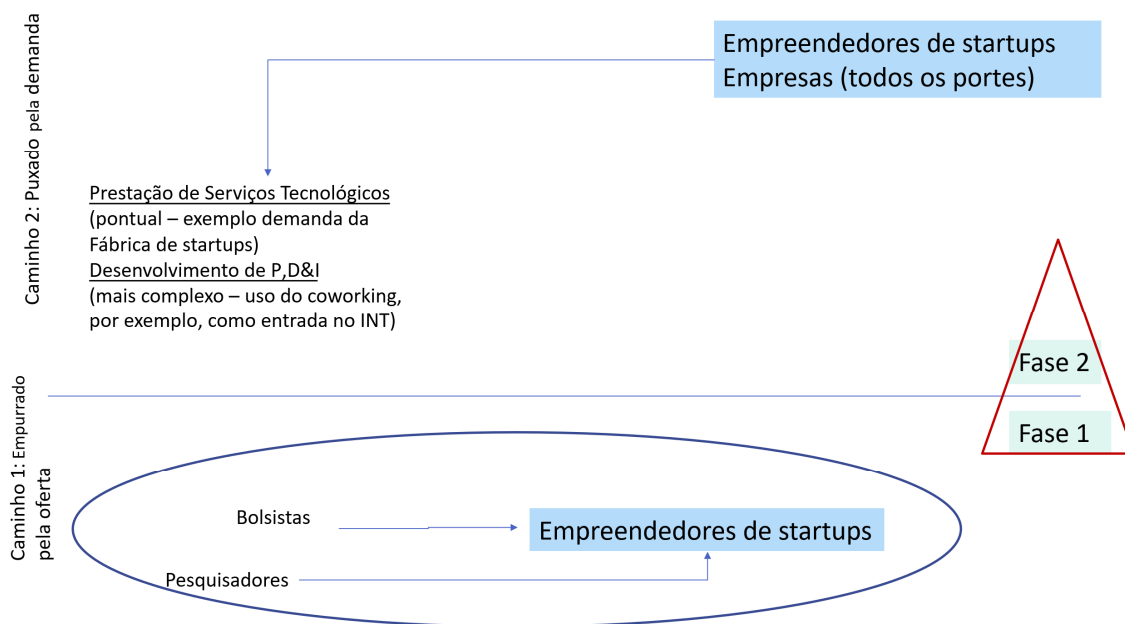 Caminho 2: Puxado pela demanda
Empreendedores de startups
Empresas (todos os portes)
Prestação de Serviços Tecnológicos
(pontual – exemplo demanda da
Fábrica de startups)
Desenvolvimento de P,D&I
(mais complexo – uso do coworking,
por exemplo, como entrada no INT)
Fase 2
Fase 1
Caminho 1: Empurrado
pela oferta
Bolsistas
Empreendedores de startups
Pesquisadores